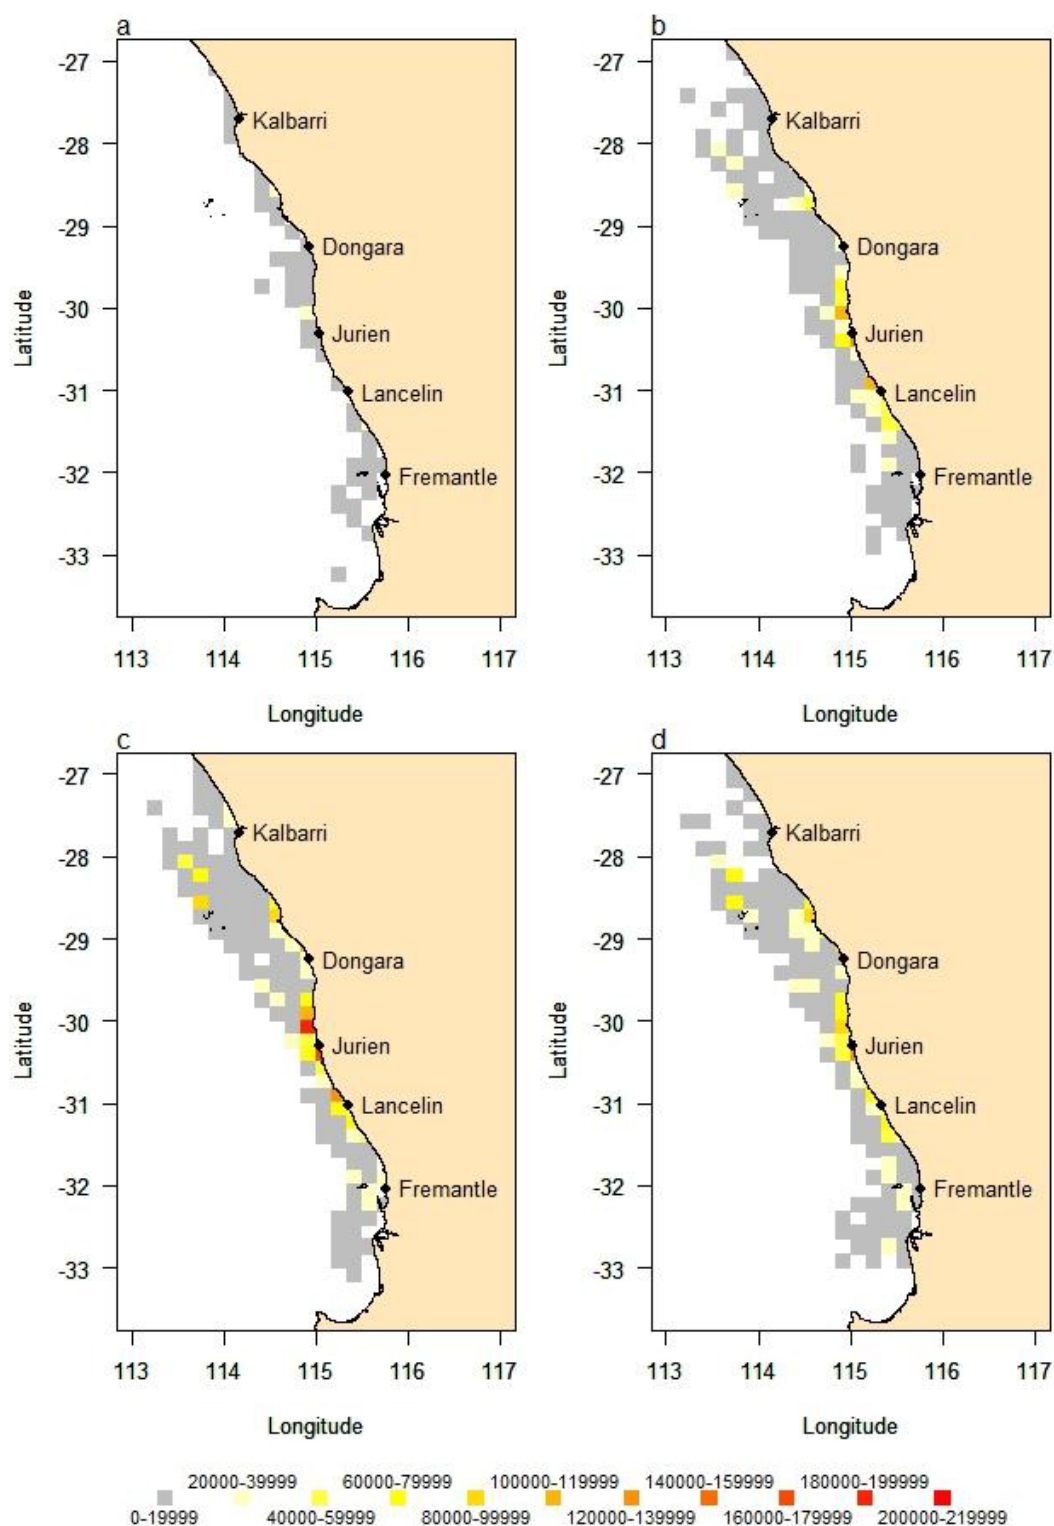 a
b
-27
-28
-29
-30
-31
-32
-33
Latitude
Kalbarri
Dongara
Jurien
Lancelin
Fremantle
113 114 115 116 117
Longitude
-27
-28
-29
-30
-31
-32
-33
Latitude
Kalbarri
Dongara
Jurien
Lancelin
Fremantle
113 114 115 116 117
Longitude
c
d
-27
-28
-29
-30
-31
-32
-33
Latitude
Kalbarri
Dongara
Jurien
Lancelin
Fremantle
113 114 115 116 117
Longitude
-27
-28
-29
-30
-31
-32
-33
Latitude
Kalbarri
Dongara
Jurien
Lancelin
Fremantle
113 114 115 116 117
Longitude
20000-39999 60000-79999 100000-119999 140000-159999 180000-199999
0-19999 40000-59999 80000-99999 120000-139999 160000-179999 200000-219999